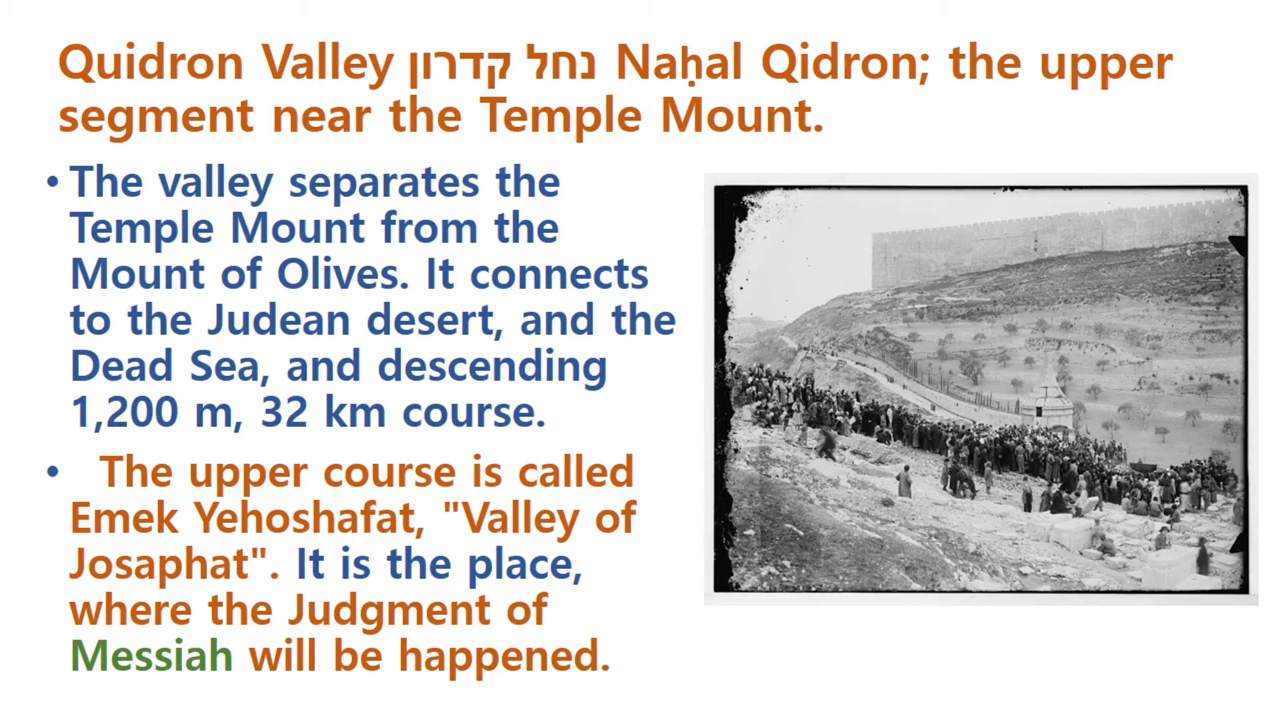 Quidron Valley נחל קדרון Naḥal Qidron; the upper
segment near the Temple Mount.
• The valley separates the
Temple Mount from the
Mount of Olives. It connects
to the Judean desert, and the
Dead Sea, and descending
1,200 m, 32 km course.
• The upper course is called
Emek Yehoshafat, "Valley of
Josaphat". It is the place,
where the Judgment of
Messiah will be happened.